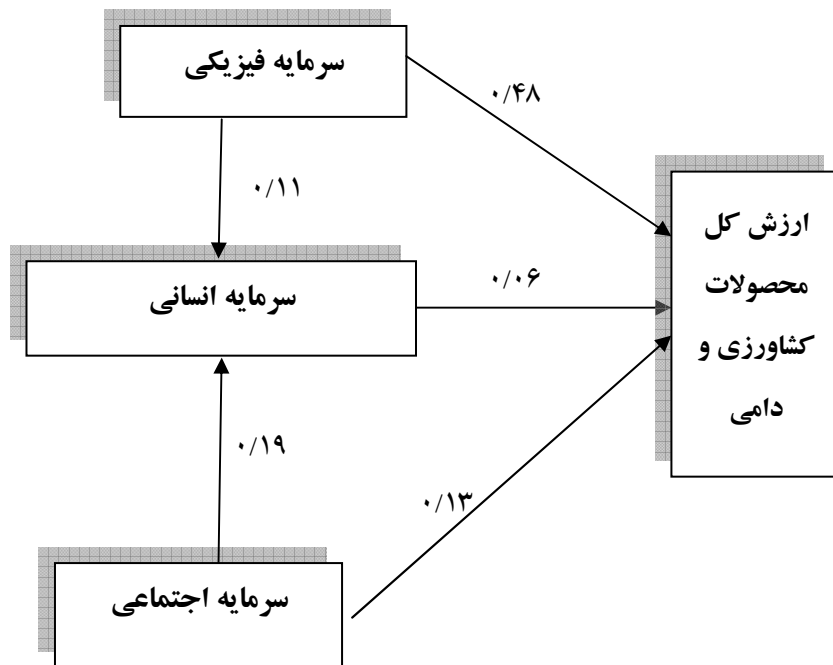 سرمایه فیزیکی
۰/۴۸
۰/۱۱
ارزش کل
محصولات
کشاورزی و
دامی
سرمایه انسانی
۰/۰۶
۰/۱۹
۰/۱۳
سرمایه اجتماعی